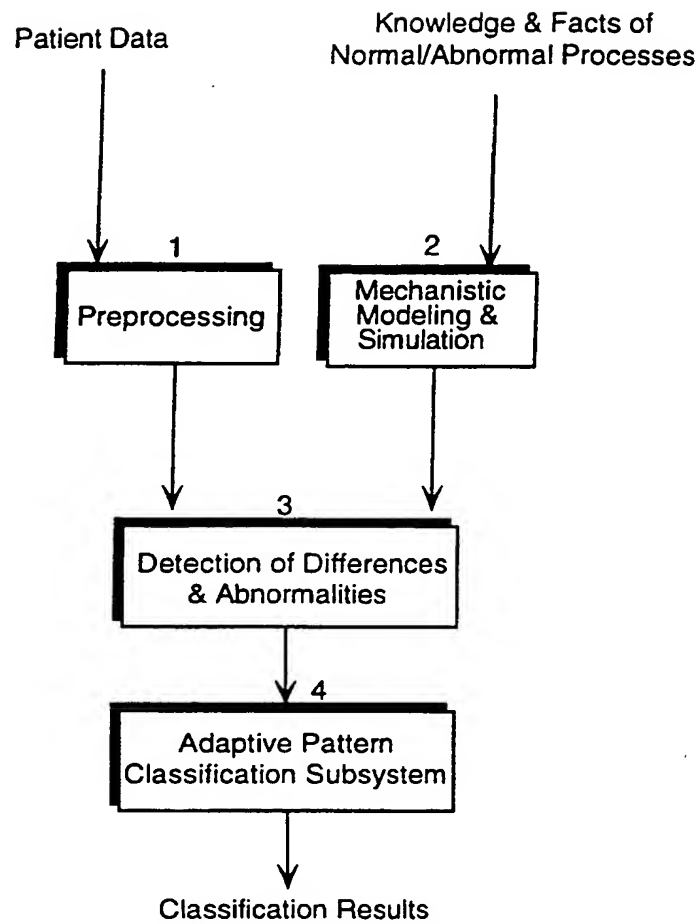 Patient Data
Knowledge & Facts of
Normal/Abnormal Processes
1
Preprocessing
2
Mechanistic
Modeling &
Simulation
3
Detection of Differences
& Abnormalities
4
Adaptive Pattern
Classification Subsystem
Classification Results